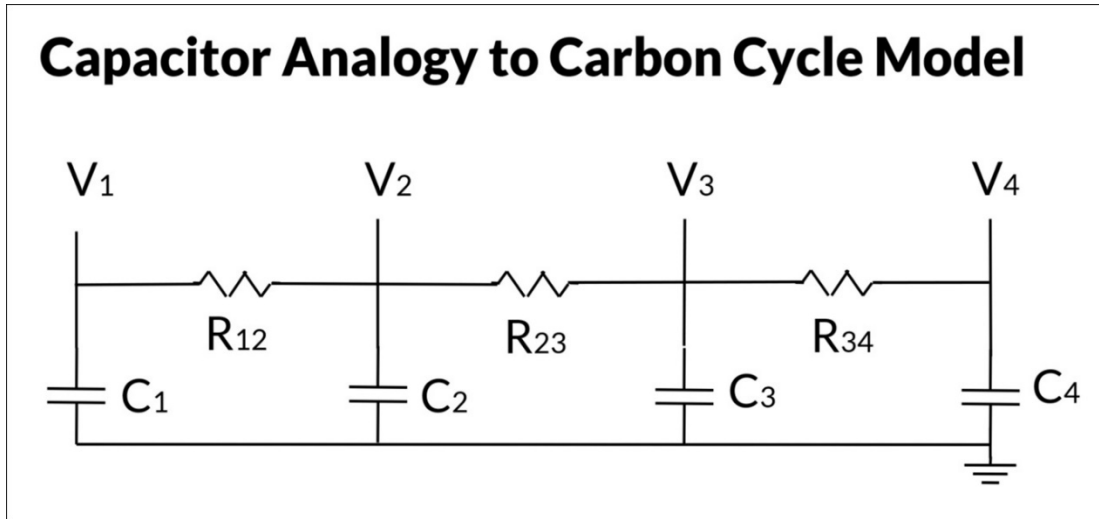 Capacitor Analogy to Carbon Cycle Model
V1 V2 V3 V4
R12 R23 R34
C1 C2 C3 C4